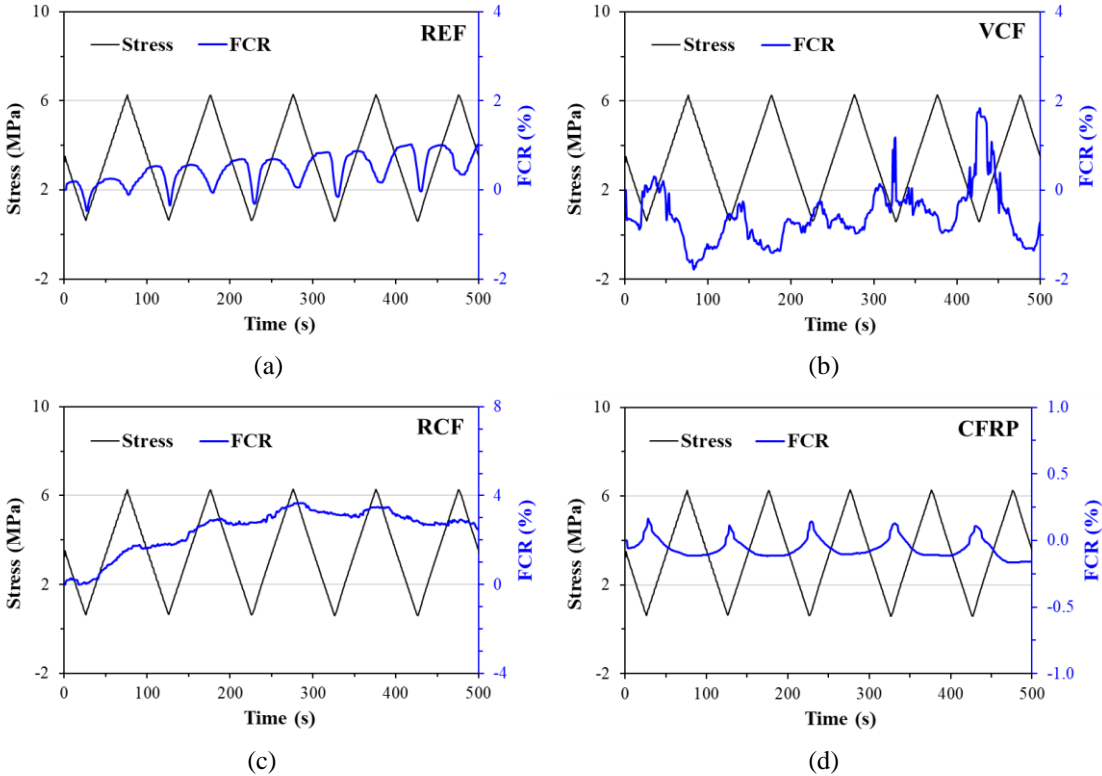 10
4
REF
Stress
FCR
6
2
2
0
-2
-2
Stress (MPa)
FCR (%)
0
100
200
300
400
500
Time (s)
(a)
10
4
VCF
Stress
FCR
6
2
2
0
-2
-2
Stress (MPa)
FCR (%)
0
100
200
300
400
500
Time (s)
(b)
10
8
RCF
Stress
FCR
6
4
2
0
-2
-4
Stress (MPa)
FCR (%)
0
100
200
300
400
500
Time (s)
(c)
10
1.0
CFRP
Stress
FCR
6
0.5
0.0
2
-0.5
-2
-1.0
Stress (MPa)
FCR (%)
0
100
200
300
400
500
Time (s)
(d)